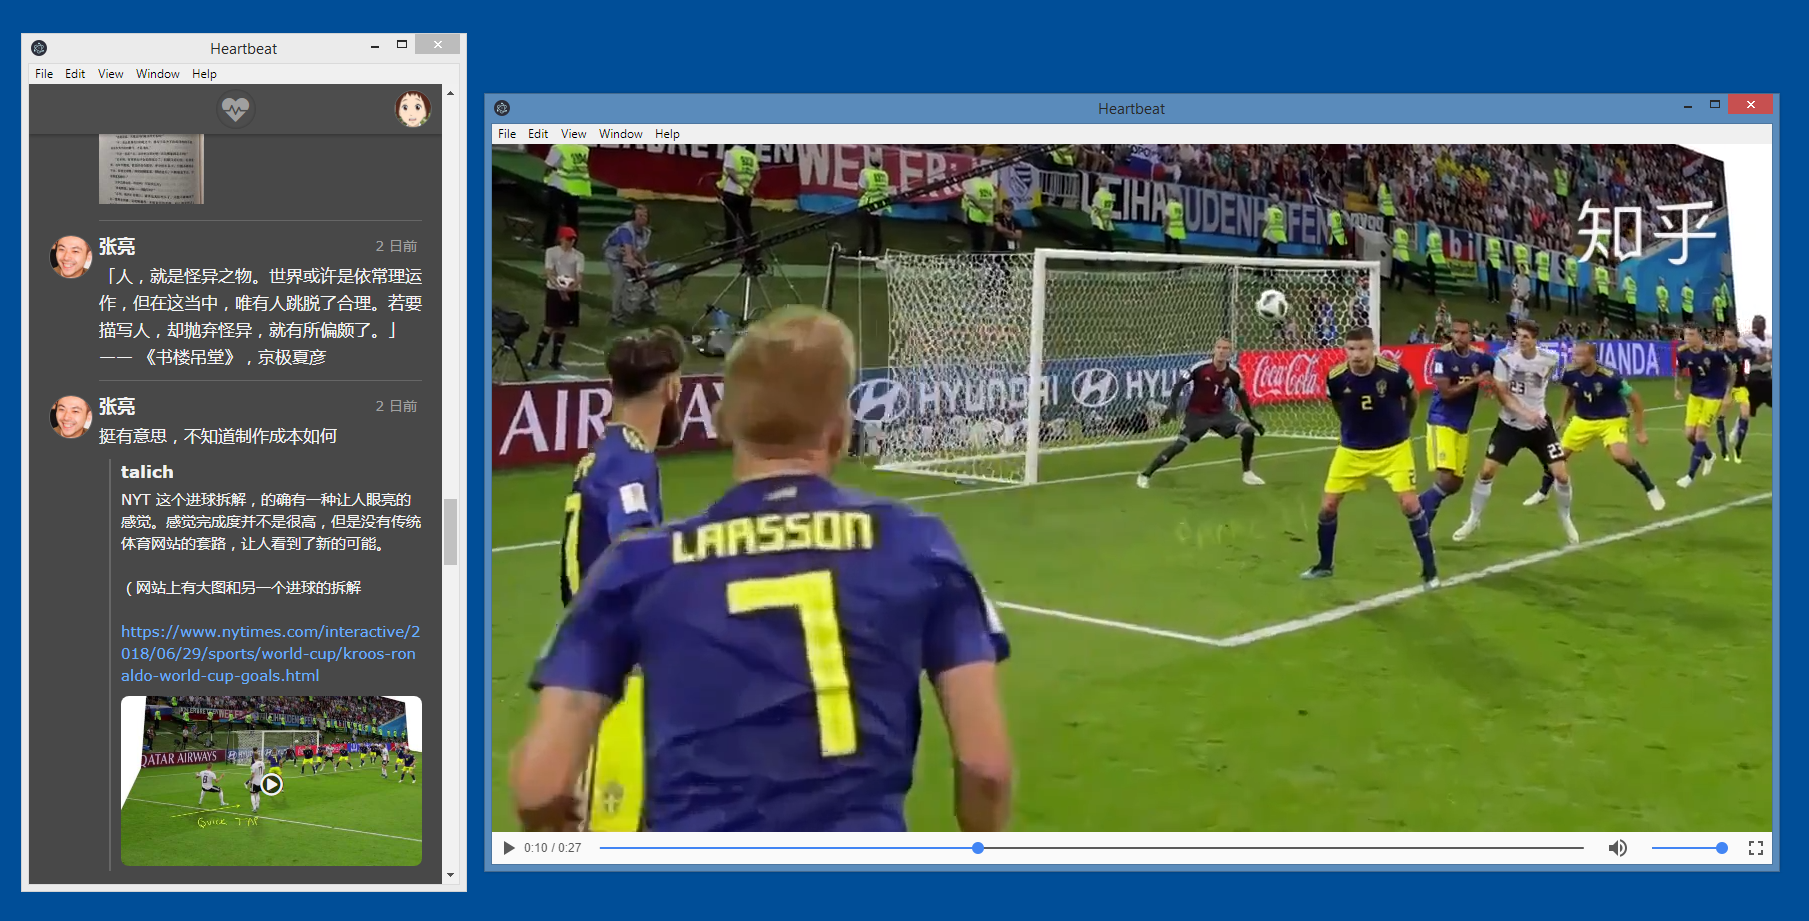 Heartbeat
File Edit View Window Help
张亮
2 日前
「人，就是怪异之物。世界或许是依常理运
作，但在这当中，唯有人跳脱了合理。若要
描写人，却抛弃怪异，就有所偏颇了。」
—— 《书楼吊堂》，京极夏彦
张亮
2 日前
挺有意思，不知道制作成本如何
talich
NYT 这个进球拆解，的确有一种让人眼亮的
感觉。感觉完成度并不是很高，但是没有传统
体育网站的套路，让人看到了新的可能。
（网站上有大图和另一个进球的拆解
https://www.nytimes.com/interactive/2
018/06/29/sports/world-cup/kroos-ron
aldo-world-cup-goals.html
QATAR AIRWAYS
Heartbeat
File Edit View Window Help
知乎
HYUNDAI
Coca-Cola
2
23
4
LARSSON
7
0:10 / 0:27